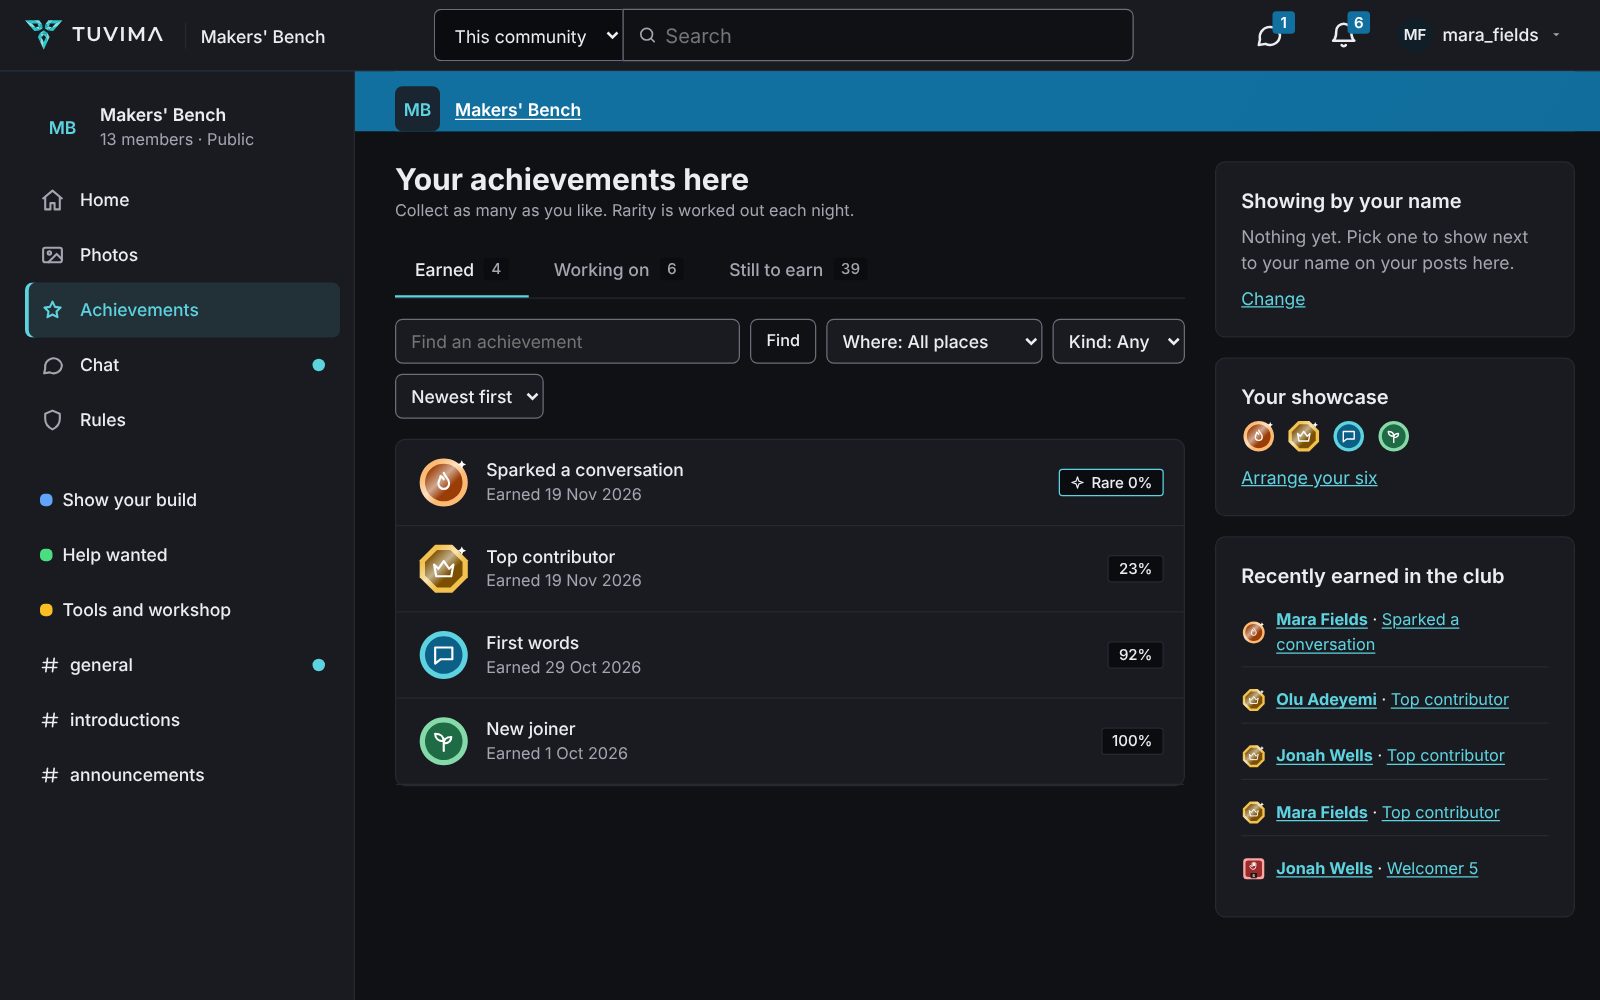 TUVIMA
Makers' Bench
This community
Search
1
6
MF
mara_fields
MB
Makers' Bench
13 members · Public
Home
Photos
Achievements
Chat
Rules
Show your build
Help wanted
Tools and workshop
# general
# introductions
# announcements
MB
Makers' Bench
Your achievements here
Collect as many as you like. Rarity is worked out each night.
Earned 4
Working on 6
Still to earn 39
Find an achievement
Find
Where: All places
Kind: Any
Newest first
Sparked a conversation
Earned 19 Nov 2026
Rare 0%
Top contributor
Earned 19 Nov 2026
23%
First words
Earned 29 Oct 2026
92%
New joiner
Earned 1 Oct 2026
100%
Showing by your name
Nothing yet. Pick one to show next
to your name on your posts here.
Change
Your showcase
Arrange your six
Recently earned in the club
Mara Fields · Sparked a
conversation
Olu Adeyemi · Top contributor
Jonah Wells · Top contributor
Mara Fields · Top contributor
Jonah Wells · Welcomer 5